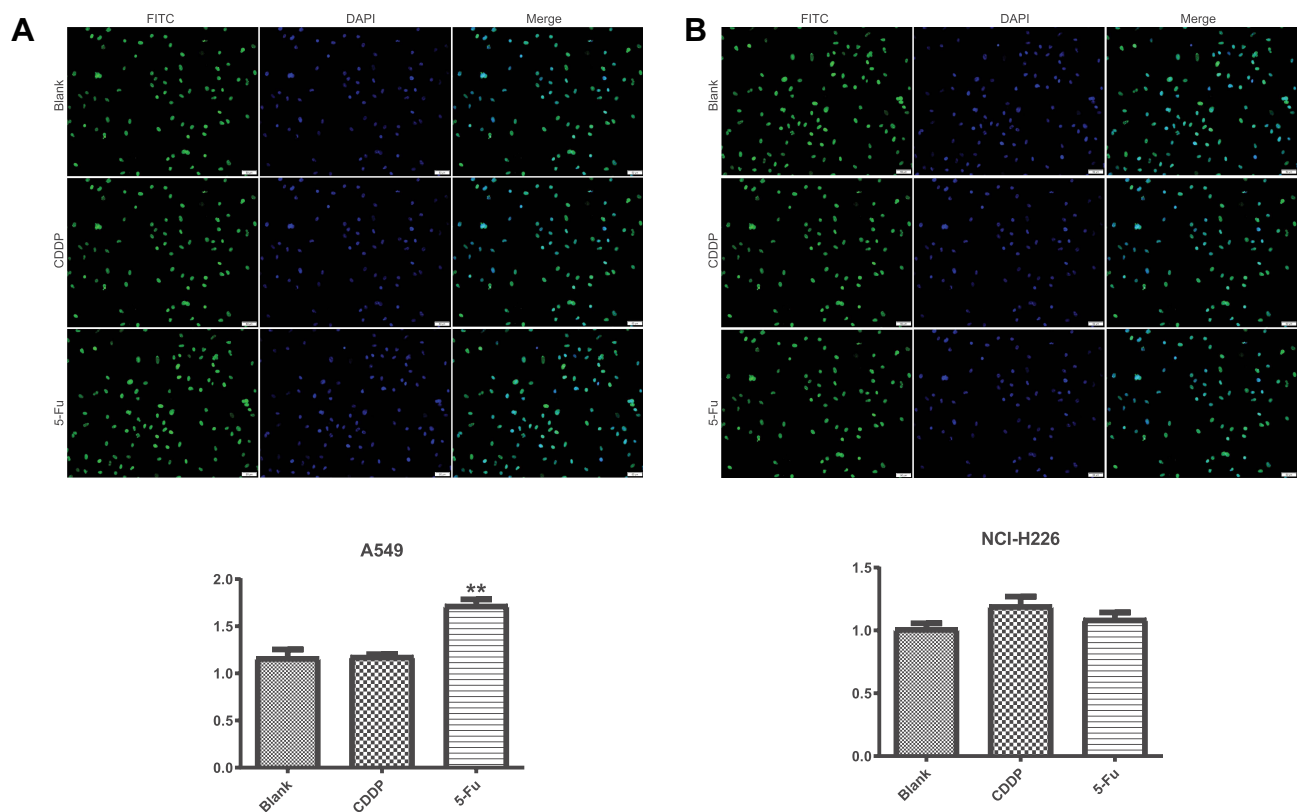 A
FITC DAPI Merge
Blank
CDDP
5-Fu
B
FITC DAPI Merge
Blank
CDDP
5-Fu
A549
2.0
1.5
1.0
0.5
0.0
**
Blank CDDP 5-Fu
NCI-H226
1.5
1.0
0.5
0.0
Blank CDDP 5-Fu